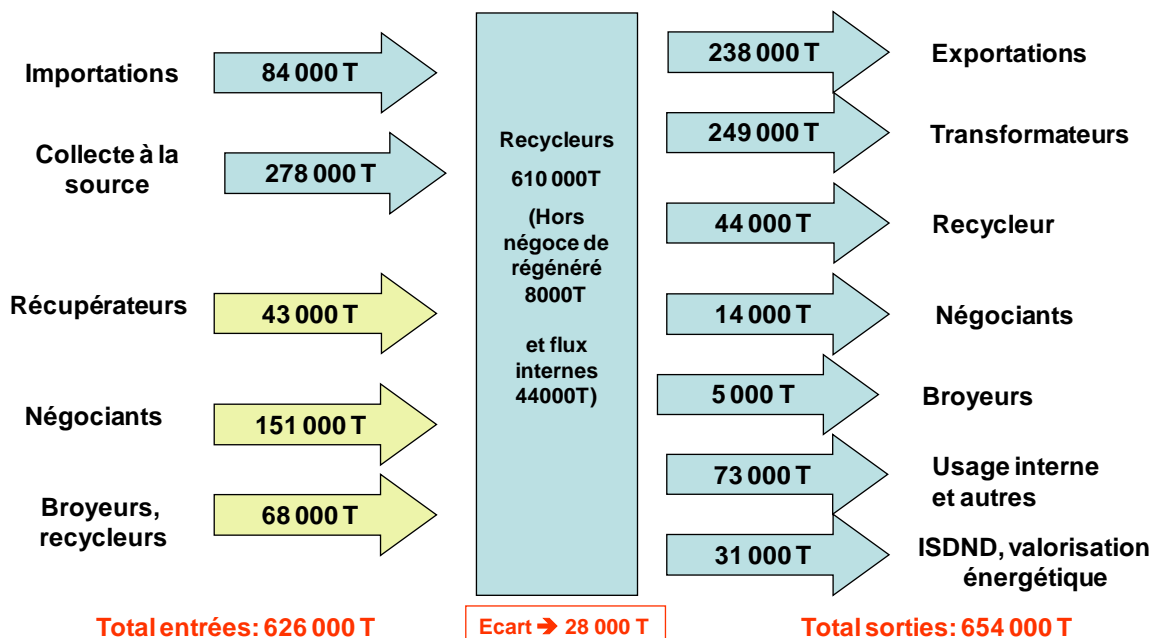 Importations
84 000 T
Collecte à la
source
278 000 T
Récupérateurs
43 000 T
Négociants
151 000 T
Broyeurs,
recycleurs
68 000 T
Total entrées: 626 000 T
Recycleurs
610 000T
(Hors
négoce de
régénéré
8000T
et flux
internes
44000T)
Ecart ➔ 28 000 T
238 000 T
Exportations
249 000 T
Transformateurs
44 000 T
Recycleur
14 000 T
Négociants
5 000 T
Broyeurs
73 000 T
Usage interne
et autres
31 000 T
ISDND, valorisation
énergétique
Total sorties: 654 000 T